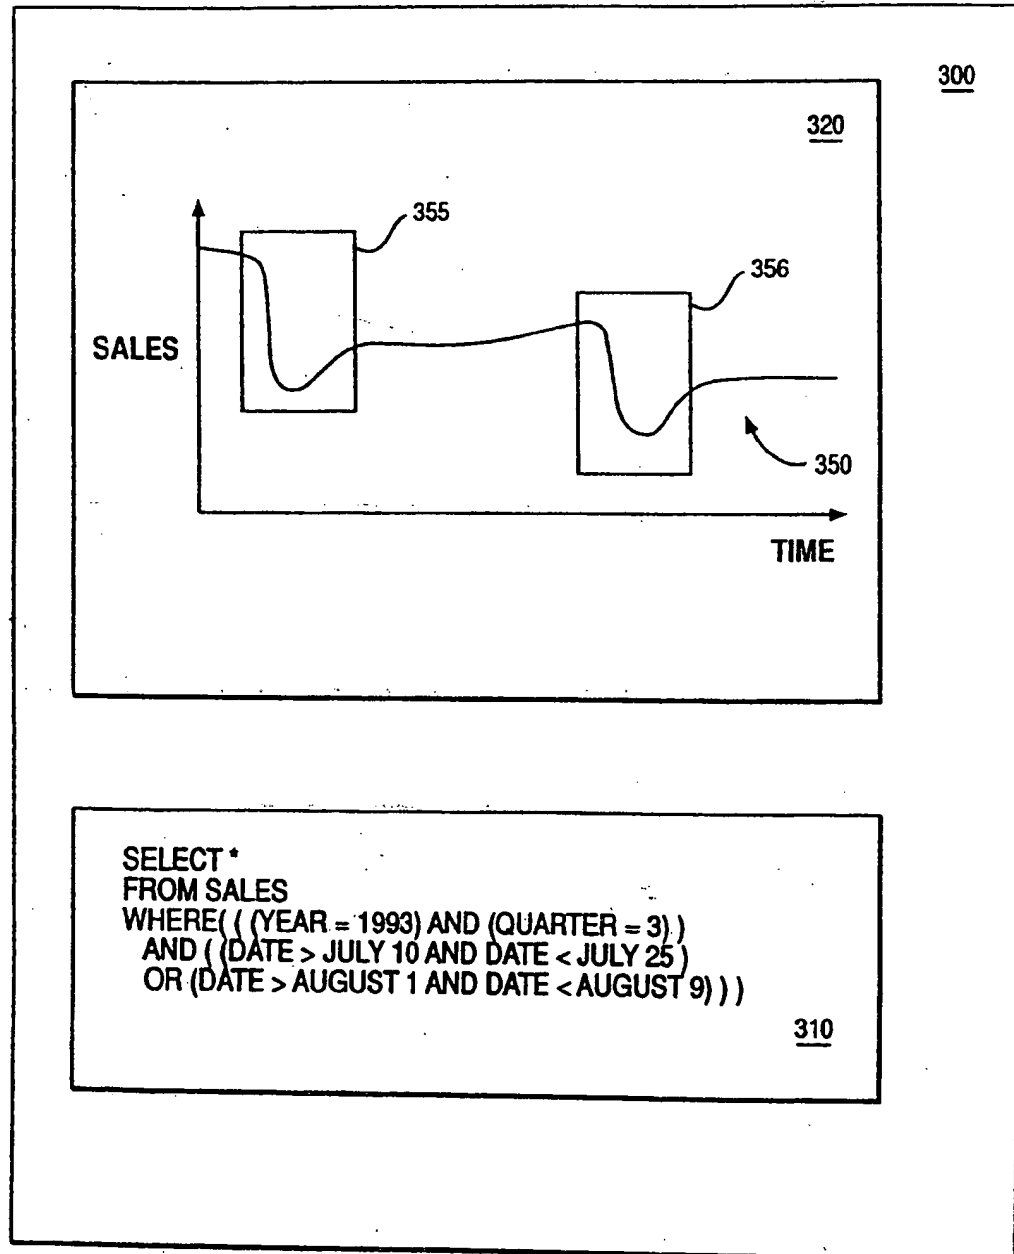 300
320
355
356
SALES
350
TIME
SELECT *
FROM SALES
WHERE( ( (YEAR = 1993) AND (QUARTER = 3) )
AND ( (DATE > JULY 10 AND DATE < JULY 25 )
OR (DATE > AUGUST 1 AND DATE < AUGUST 9) ) )
310